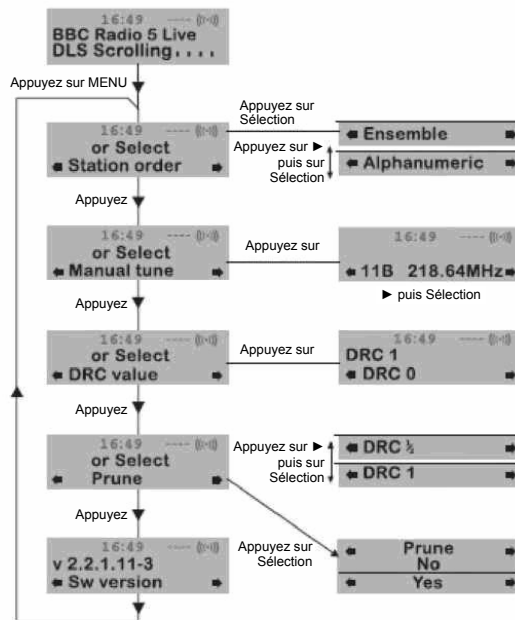 16:49 ----
BBC Radio 5 Live
DLS Scrolling....
Appuyez sur MENU
16:49 ----
or Select
Station order
Appuyez sur
Sélection
Ensemble
Appuyez sur ►
puis sur
Sélection
Alphanumeric
Appuyez
16:49 ----
or Select
Manual tune
Appuyez sur
16:49 ----
11B 218.64MHz
► puis Sélection
Appuyez
16:49 ----
or Select
DRC value
Appuyez sur
16:49 ----
DRC 1
DRC 0
Appuyez
16:49 ----
or Select
Prune
Appuyez sur ►
puis sur
Sélection
DRC ½
DRC 1
Appuyez
16:49 ----
v 2.2.1.11-3
Sw version
Appuyez sur
Sélection
Prune
No
Yes